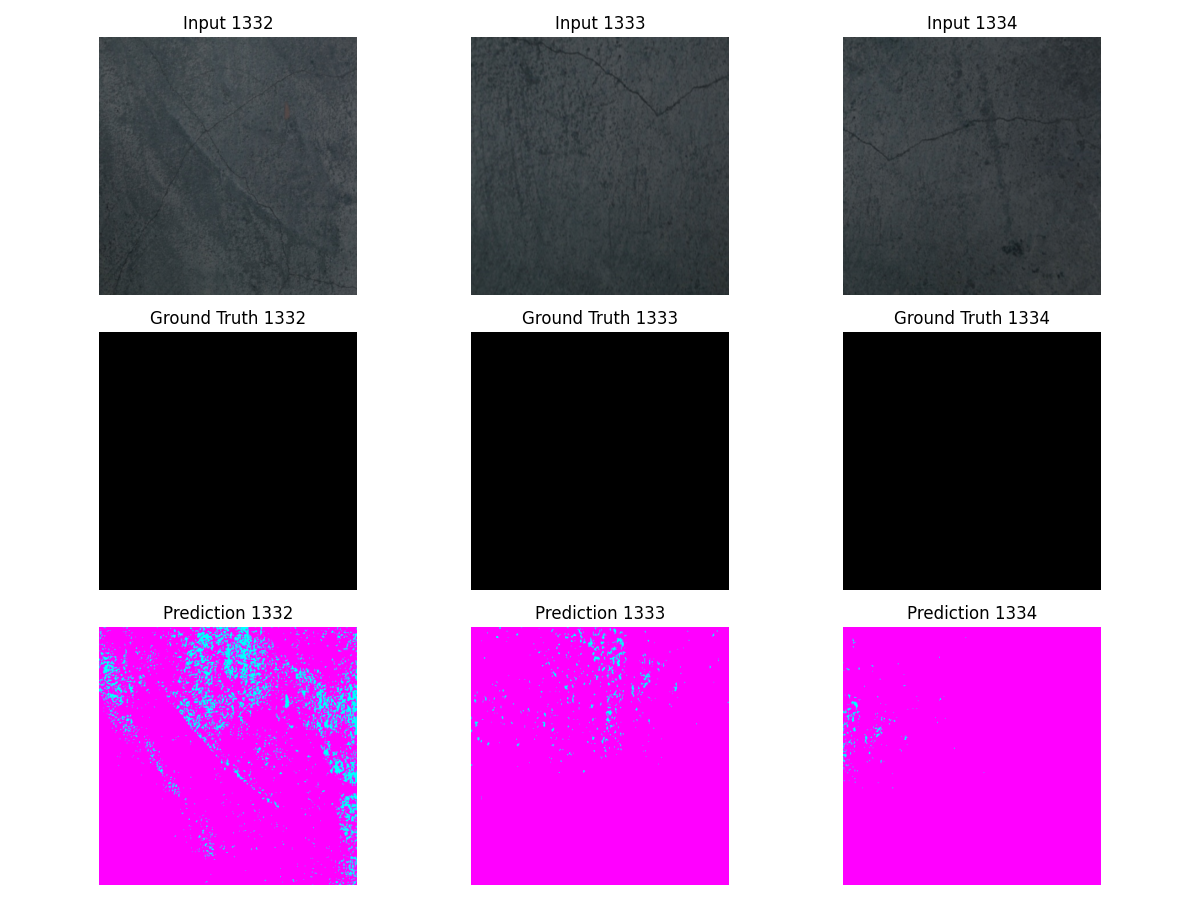 Input 1332
Input 1333
Input 1334
Ground Truth 1332
Ground Truth 1333
Ground Truth 1334
Prediction 1332
Prediction 1333
Prediction 1334